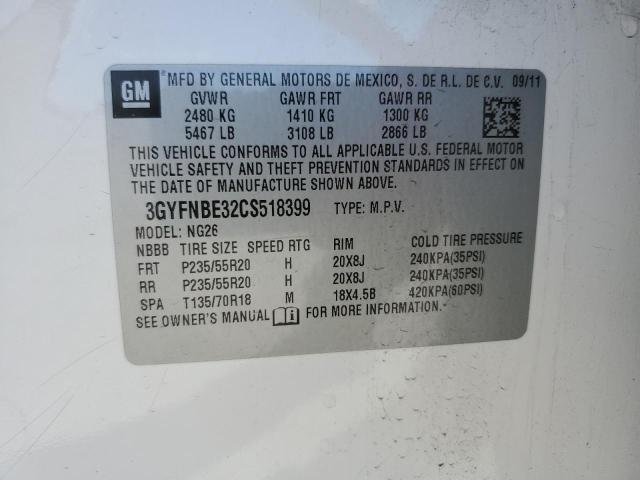 GM
MFD BY GENERAL MOTORS DE MEXICO, S. DE R.L. DE C.V. 09/11
GVWR GAWR FRT GAWR RR
2480 KG 1410 KG 1300 KG
5467 LB 3108 LB 2866 LB
THIS VEHICLE CONFORMS TO ALL APPLICABLE U.S. FEDERAL MOTOR
VEHICLE SAFETY AND THEFT PREVENTION STANDARDS IN EFFECT ON
THE DATE OF MANUFACTURE SHOWN ABOVE.
3GYFNBE32CS518399 TYPE: M.P.V.
MODEL: NG26
NBBB TIRE SIZE SPEED RTG RIM COLD TIRE PRESSURE
FRT P235/55R20 H 20X8J 240KPA(35PSI)
RR P235/55R20 H 20X8J 240KPA(35PSI)
SPA T135/70R18 M 18X4.5B 420KPA(60PSI)
SEE OWNER'S MANUAL FOR MORE INFORMATION.